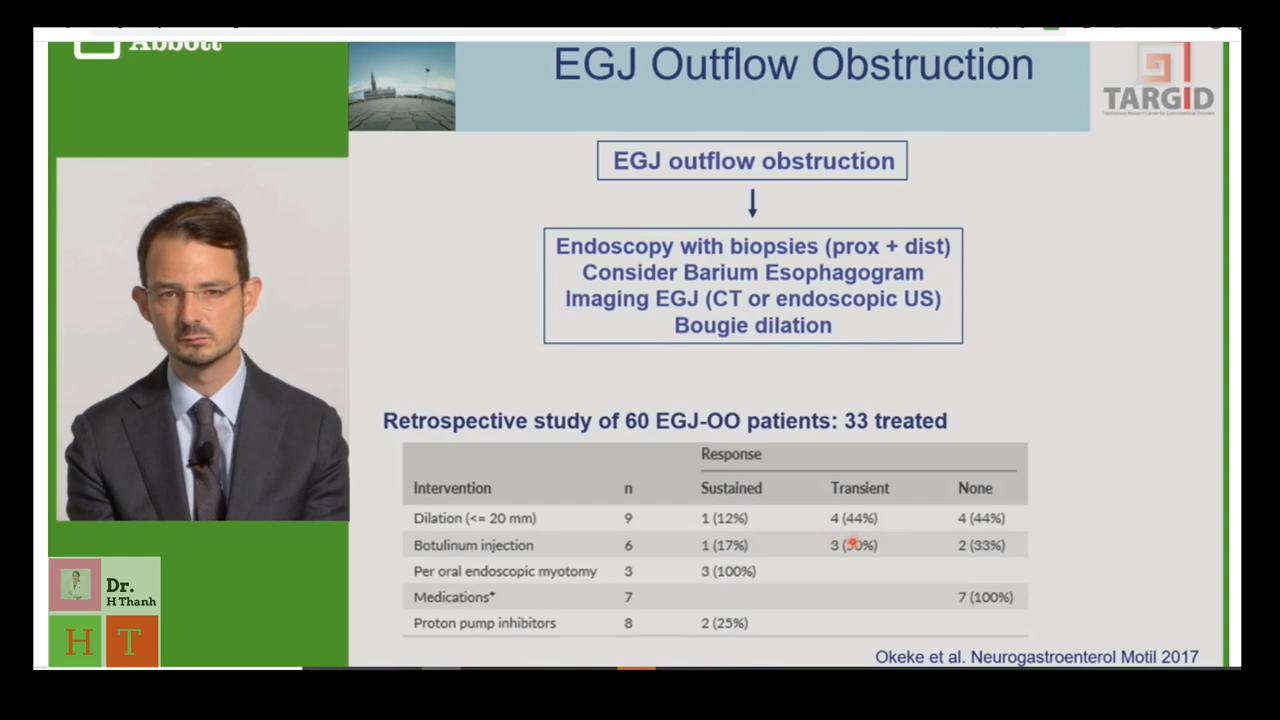 Abbott
EGJ Outflow Obstruction
TARGID
EGJ outflow obstruction
Endoscopy with biopsies (prox + dist)
Consider Barium Esophagogram
Imaging EGJ (CT or endoscopic US)
Bougie dilation
Retrospective study of 60 EGJ-OO patients: 33 treated
Response
Intervention n Sustained Transient None
Dilation (<= 20 mm) 9 1 (12%) 4 (44%) 4 (44%)
Botulinum injection 6 1 (17%) 3 (50%) 2 (33%)
Per oral endoscopic myotomy 3 3 (100%)
Medications* 7 7 (100%)
Proton pump inhibitors 8 2 (25%)
Okeke et al. Neurogastroenterol Motil 2017
Dr.
H Thanh
H T